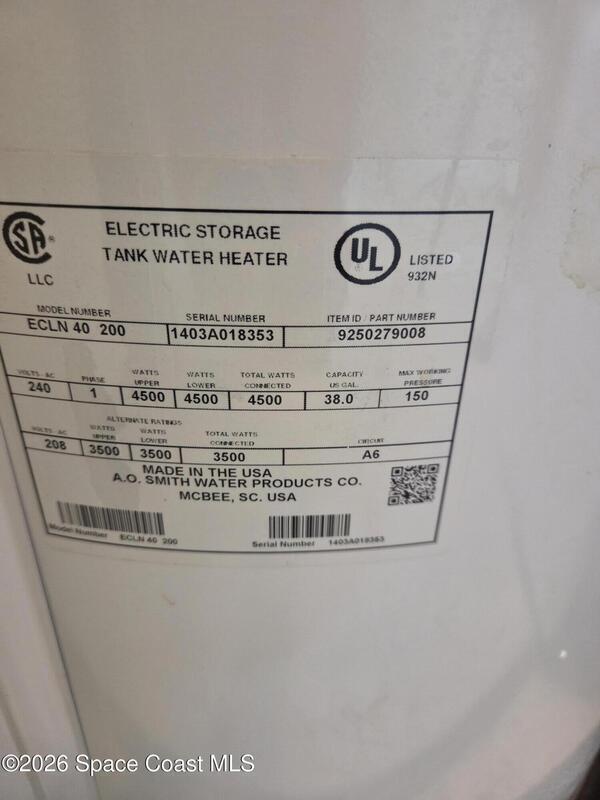 SA
LLC
ELECTRIC STORAGE
TANK WATER HEATER
UL
LISTED
932N
MODEL NUMBER SERIAL NUMBER ITEM ID / PART NUMBER
ECLN 40 200 1403A018353 9250279008
VOLTS - AC PHASE WATTS UPPER WATTS LOWER TOTAL WATTS CONNECTED CAPACITY US GAL. MAX WORKING PRESSURE
240 1 4500 4500 4500 38.0 150
ALTERNATE RATINGS
VOLTS AC WATTS UPPER WATTS LOWER TOTAL WATTS CONNECTED CIRCUIT
208 3500 3500 3500 A6
MADE IN THE USA
A.O. SMITH WATER PRODUCTS CO.
MCBEE, SC. USA
Model Number ECLN 40 200
Serial Number 1403A018353
©2026 Space Coast MLS